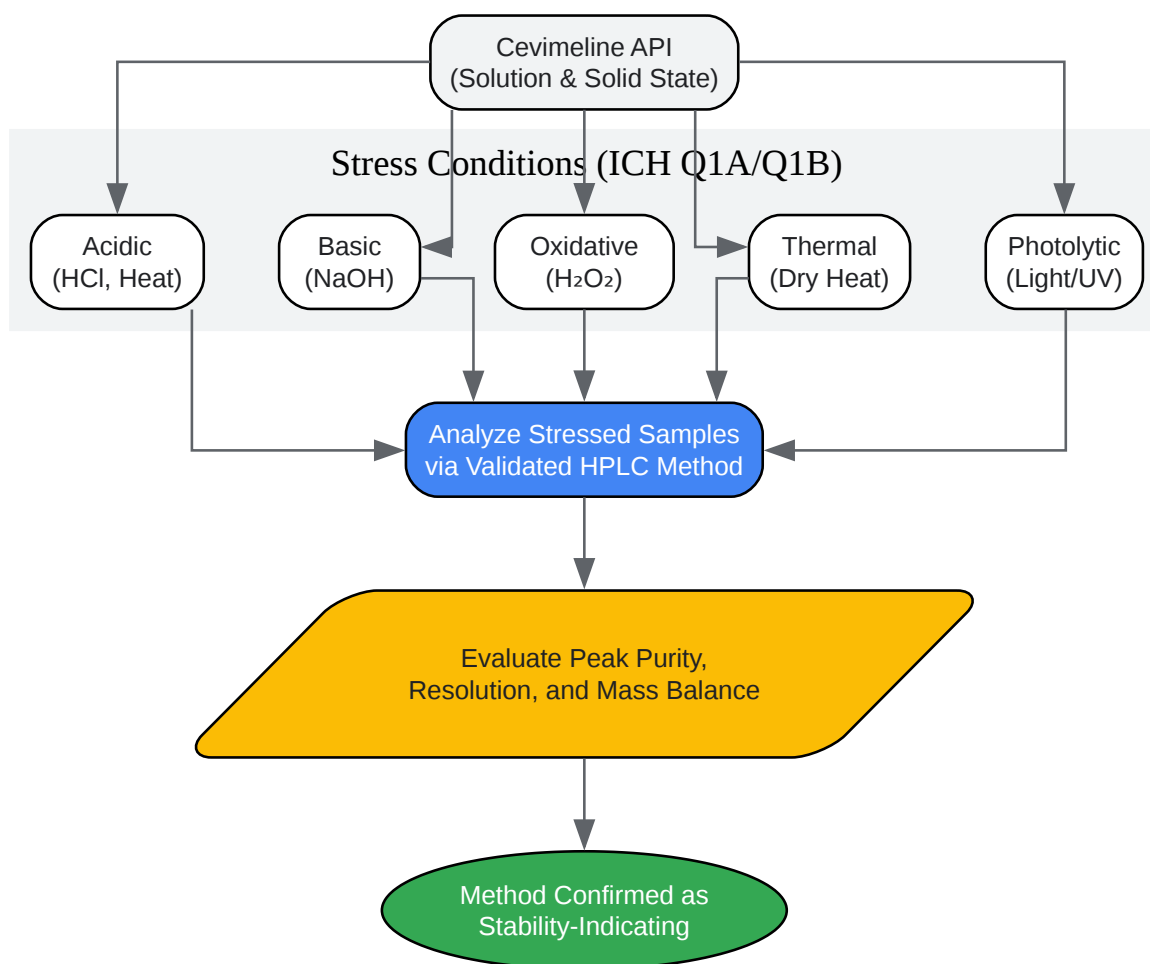 Cevimeline API
(Solution & Solid State)
Stress Conditions (ICH Q1A/Q1B)
Acidic
(HCl, Heat)
Basic
(NaOH)
Oxidative
(H₂O₂)
Thermal
(Dry Heat)
Photolytic
(Light/UV)
Analyze Stressed Samples
via Validated HPLC Method
Evaluate Peak Purity,
Resolution, and Mass Balance
Method Confirmed as
Stability-Indicating